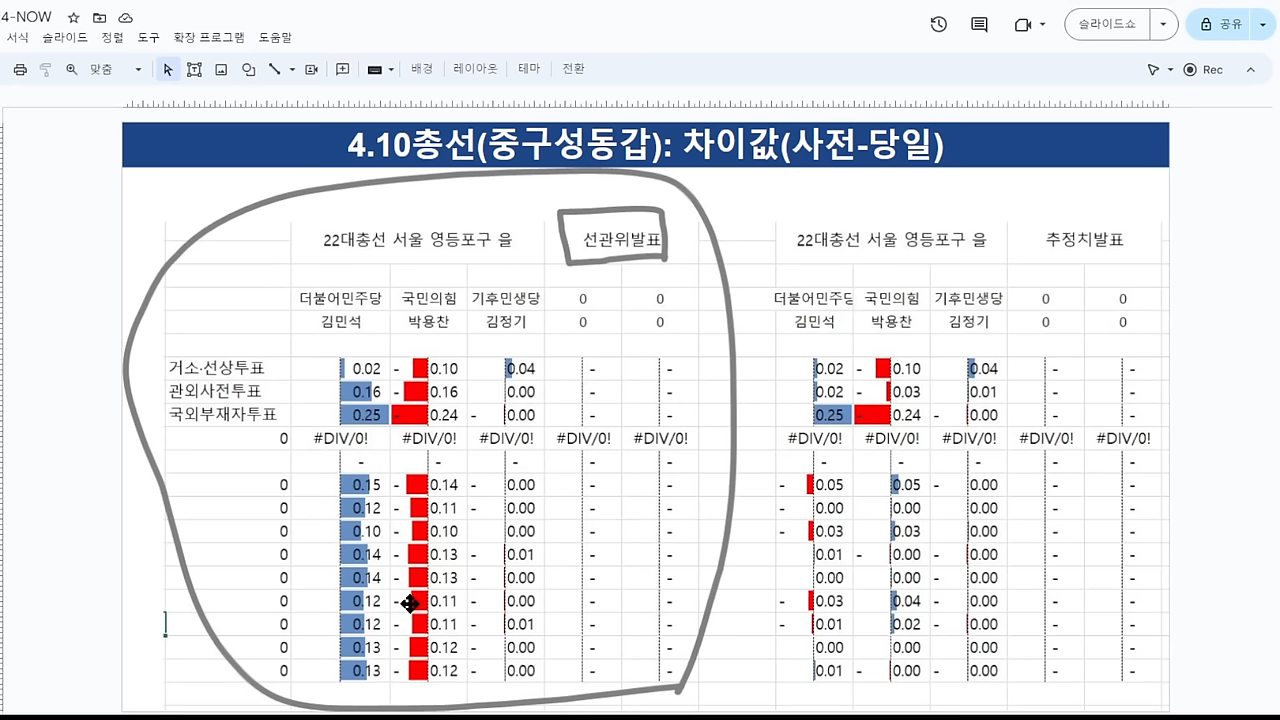 4-NOW
서식 슬라이드 정렬 도구 확장 프로그램 도움말
슬라이드쇼
공유
맞춤
배경 레이아웃 테마 전환
Rec
4.10총선(중구성동갑): 차이값(사전-당일)
22대총선 서울 영등포구 을 선관위발표 22대총선 서울 영등포구 을 추정치발표
더불어민주당 국민의힘 기후민생당 0 0 더불어민주당 국민의힘 기후민생당 0 0
김민석 박용찬 김정기 0 0 김민석 박용찬 김정기 0 0
거소·선상투표 0.02 - 0.10 0.04 - - 0.02 - 0.10 0.04 - -
관외사전투표 0.16 - 0.16 0.00 - - 0.02 - 0.03 0.01 - -
국외부재자투표 0.25 - 0.24 - 0.00 - - 0.25 - 0.24 - 0.00 - -
0 #DIV/0! #DIV/0! #DIV/0! #DIV/0! #DIV/0! #DIV/0! #DIV/0! #DIV/0! #DIV/0! #DIV/0!
- - - - - - - - - -
0 0.15 - 0.14 - 0.00 - - - 0.05 0.05 - 0.00 - -
0 0.12 - 0.11 - 0.00 - - - 0.00 0.00 - 0.00 - -
0 0.10 - 0.10 - 0.00 - - - 0.03 0.03 - 0.00 - -
0 0.14 - 0.13 - 0.01 - - 0.01 - 0.00 - 0.00 - -
0 0.14 - 0.13 - 0.00 - - 0.00 - 0.00 - 0.00 - -
0 0.12 - 0.11 - 0.00 - - - 0.03 0.04 - 0.00 - -
0 0.12 - 0.11 - 0.01 - - - 0.01 0.02 - 0.00 - -
0 0.13 - 0.12 - 0.00 - - 0.00 - 0.00 - 0.00 - -
0 0.13 - 0.12 - 0.00 - - 0.01 - 0.00 - 0.00 - -